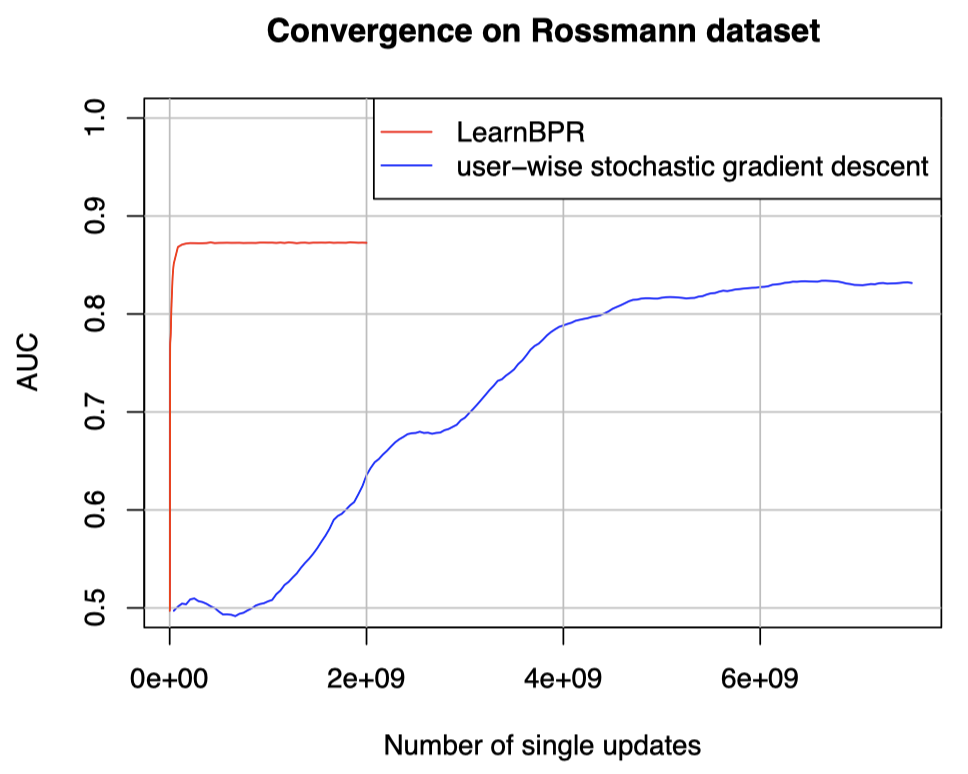 Convergence on Rossmann dataset
LearnBPR
user−wise stochastic gradient descent
AUC
1.0
0.9
0.8
0.7
0.6
0.5
0e+00 2e+09 4e+09 6e+09
Number of single updates